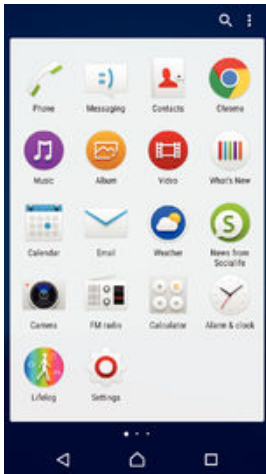 Phone Messaging Contacts Chrome
Music Album Video What's New
Calendar Email Weather News from
Socialife
Camera FM radio Calculator Alarm & clock
Lifelog Settings